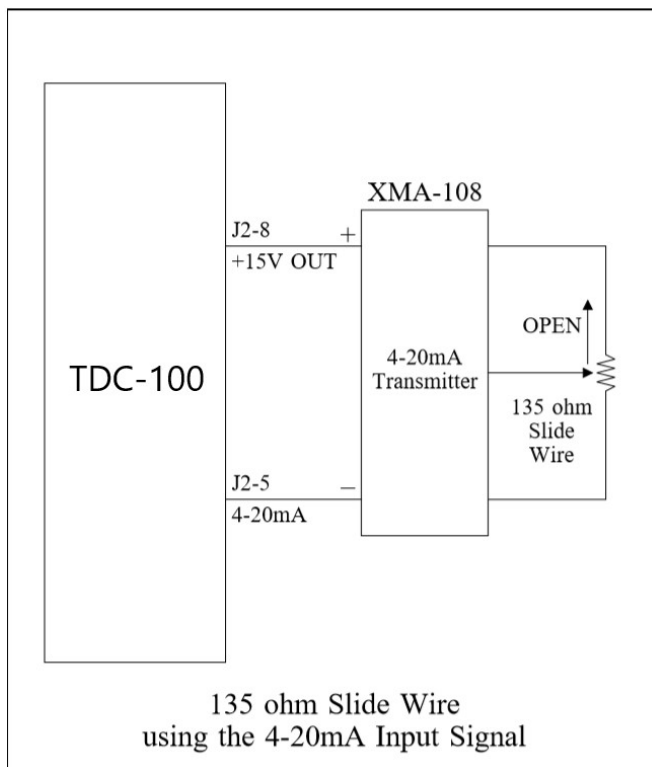 XMA-108
J2-8
+
+15V OUT
OPEN
TDC-100
4-20mA
Transmitter
135 ohm
Slide
Wire
J2-5
−
4-20mA
135 ohm Slide Wire
using the 4-20mA Input Signal